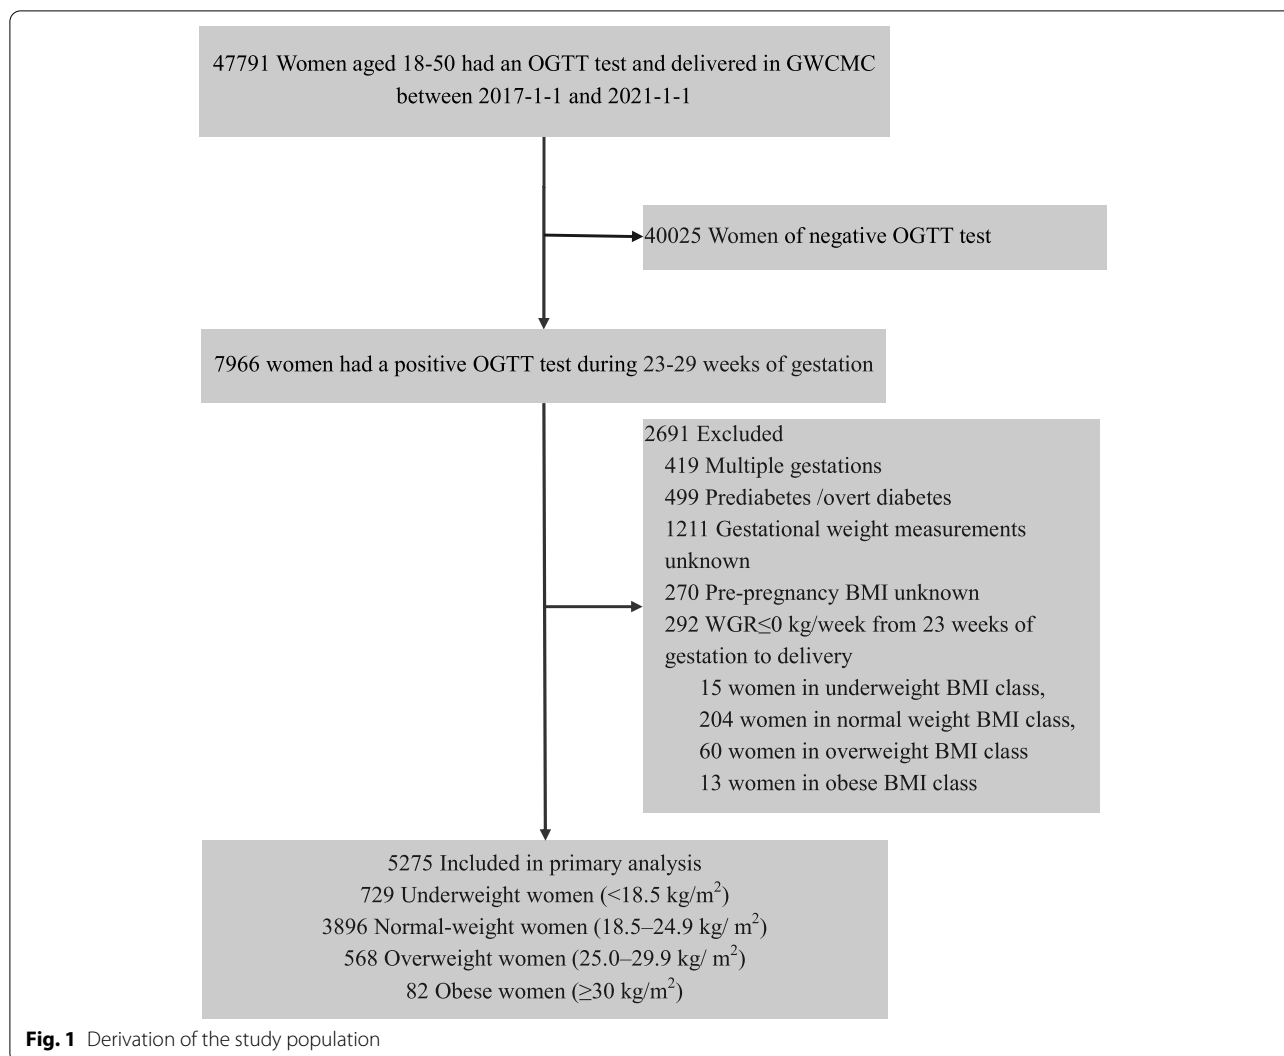 47791 Women aged 18-50 had an OGTT test and delivered in GWCMC
between 2017-1-1 and 2021-1-1
40025 Women of negative OGTT test
7966 women had a positive OGTT test during 23-29 weeks of gestation
2691 Excluded
419 Multiple gestations
499 Prediabetes /overt diabetes
1211 Gestational weight measurements
unknown
270 Pre-pregnancy BMI unknown
292 WGR≤0 kg/week from 23 weeks of
gestation to delivery
15 women in underweight BMI class,
204 women in normal weight BMI class,
60 women in overweight BMI class
13 women in obese BMI class
5275 Included in primary analysis
729 Underweight women (<18.5 kg/m²)
3896 Normal-weight women (18.5–24.9 kg/ m²)
568 Overweight women (25.0–29.9 kg/ m²)
82 Obese women (≥30 kg/m²)
Fig. 1 Derivation of the study population